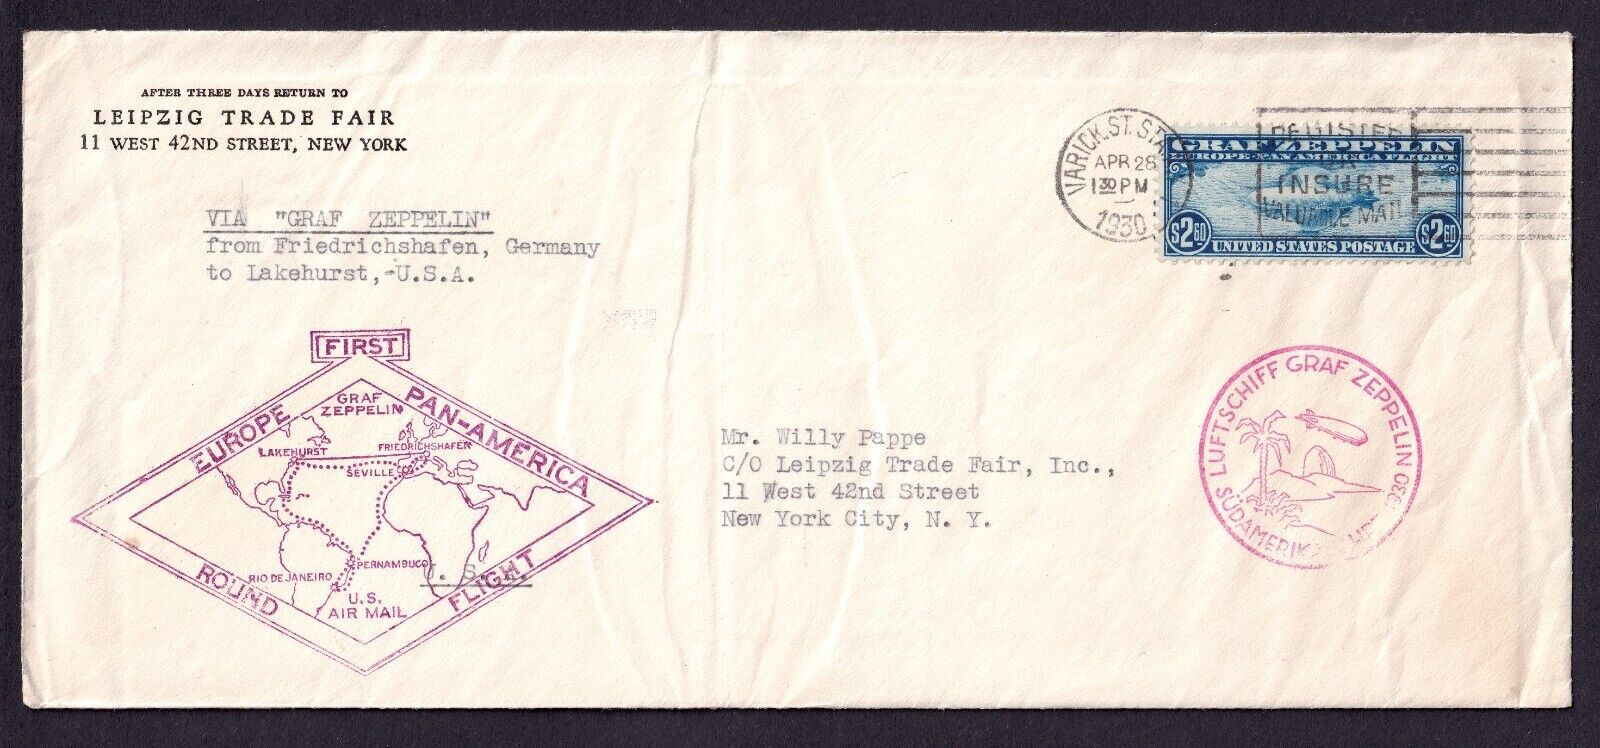 AFTER THREE DAYS RETURN TO
LEIPZIG TRADE FAIR
11 WEST 42ND STREET, NEW YORK
VIA "GRAF ZEPPELIN"
from Friedrichshafen, Germany
to Lakehurst, U.S.A.
VARICK ST. STA.
APR 28
1 30 PM
1930
REGISTER
OR
INSURE
VALUABLE MAIL
GRAF ZEPPELIN
EUROPE-PAN AMERICA FLIGHT
$2.60 UNITED STATES POSTAGE $2.60
FIRST
EUROPE PAN-AMERICA
ROUND FLIGHT
GRAF
ZEPPELIN
LAKEHURST
FRIEDRICHSHAFEN
SEVILLE
PERNAMBUCO
RIO DE JANEIRO
U.S.
AIR MAIL
U. S. A.
Mr. Willy Pappe
C/O Leipzig Trade Fair, Inc.,
11 West 42nd Street
New York City, N. Y.
LUFTSCHIFF GRAF ZEPPELIN
SÜDAMERIKAFAHRT 1930